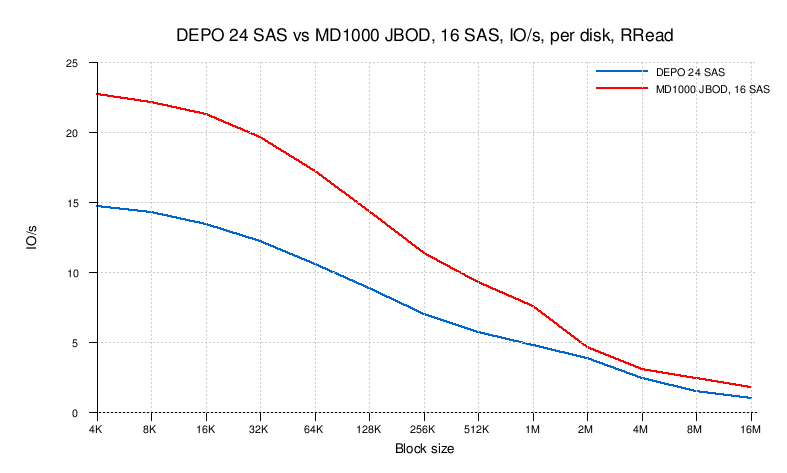 DEPO 24 SAS vs MD1000 JBOD, 16 SAS, IO/s, per disk, RRead
DEPO 24 SAS
MD1000 JBOD, 16 SAS
25
20
15
10
5
0
IO/s
4K 8K 16K 32K 64K 128K 256K 512K 1M 2M 4M 8M 16M
Block size